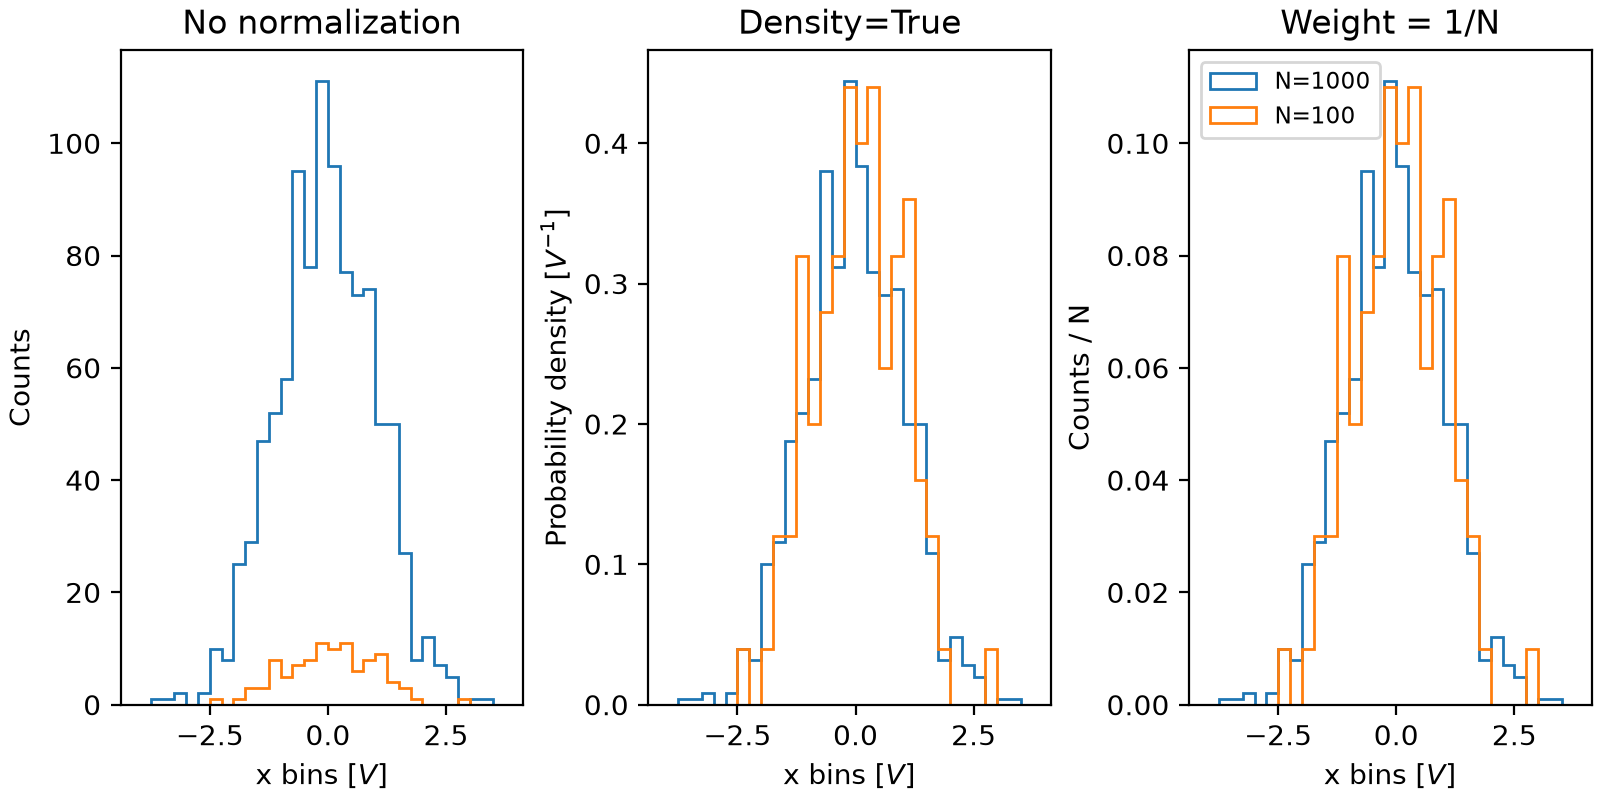 No normalization
Counts
100
80
60
40
20
0
−2.5 0.0 2.5
x bins [V]
Density=True
Probability density [V⁻¹]
0.4
0.3
0.2
0.1
0.0
−2.5 0.0 2.5
x bins [V]
Weight = 1/N
N=1000
N=100
Counts / N
0.10
0.08
0.06
0.04
0.02
0.00
−2.5 0.0 2.5
x bins [V]